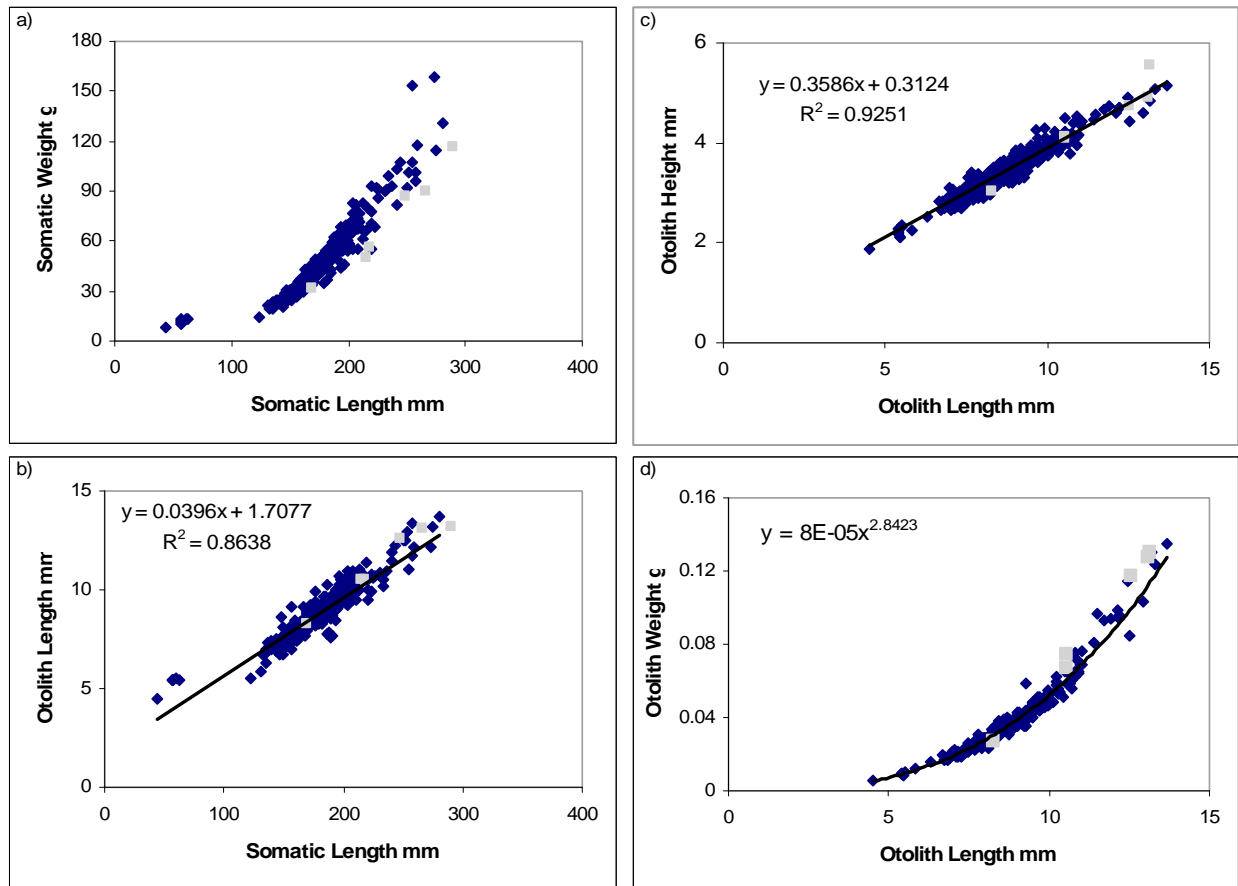 a)
180
150
120
90
60
30
0
Somatic Weight g
0 100 200 300 400
Somatic Length mm
b)
y = 0.0396x + 1.7077
R² = 0.8638
15
10
5
0
Otolith Length mm
0 100 200 300 400
Somatic Length mm
c)
y = 0.3586x + 0.3124
R² = 0.9251
6
4
2
0
Otolith Height mm
0 5 10 15
Otolith Length mm
d)
y = 8E-05x^2.8423
0.16
0.12
0.08
0.04
0
Otolith Weight g
0 5 10 15
Otolith Length mm